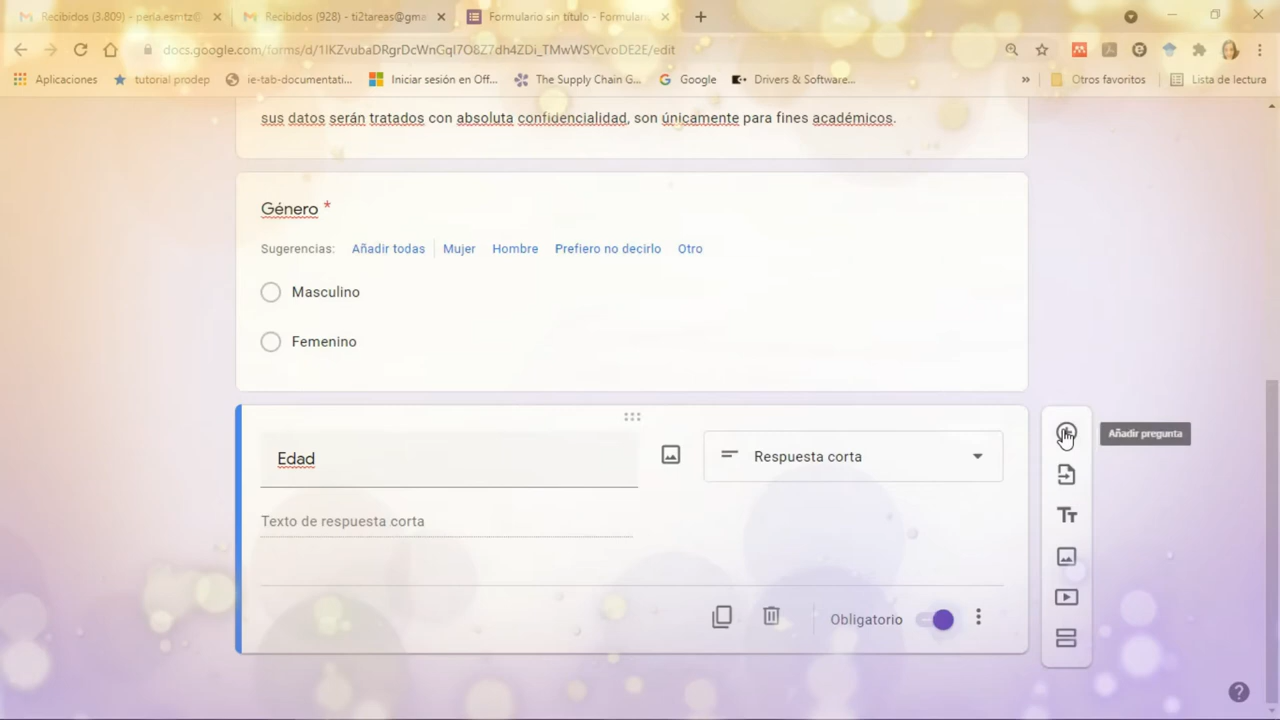 Recibidos (3.809) - perla.esmtz@
Recibidos (928) - ti2tareas@gma
Formulario sin título - Formular
docs.google.com/forms/d/1IKZvubaDRgrDcWnGqI7O8Z7dh4ZDi_TMwWSYCvoDE2E/edit
Aplicaciones
tutorial prodep
ie-tab-documentati...
Iniciar sesión en Off...
The Supply Chain G...
Google
Drivers & Software...
»
Otros favoritos
Lista de lectura
sus datos serán tratados con absoluta confidencialidad, son únicamente para fines académicos.
Género *
Sugerencias: Añadir todas Mujer Hombre Prefiero no decirlo Otro
Masculino
Femenino
Edad
Respuesta corta
Añadir pregunta
Texto de respuesta corta
Obligatorio